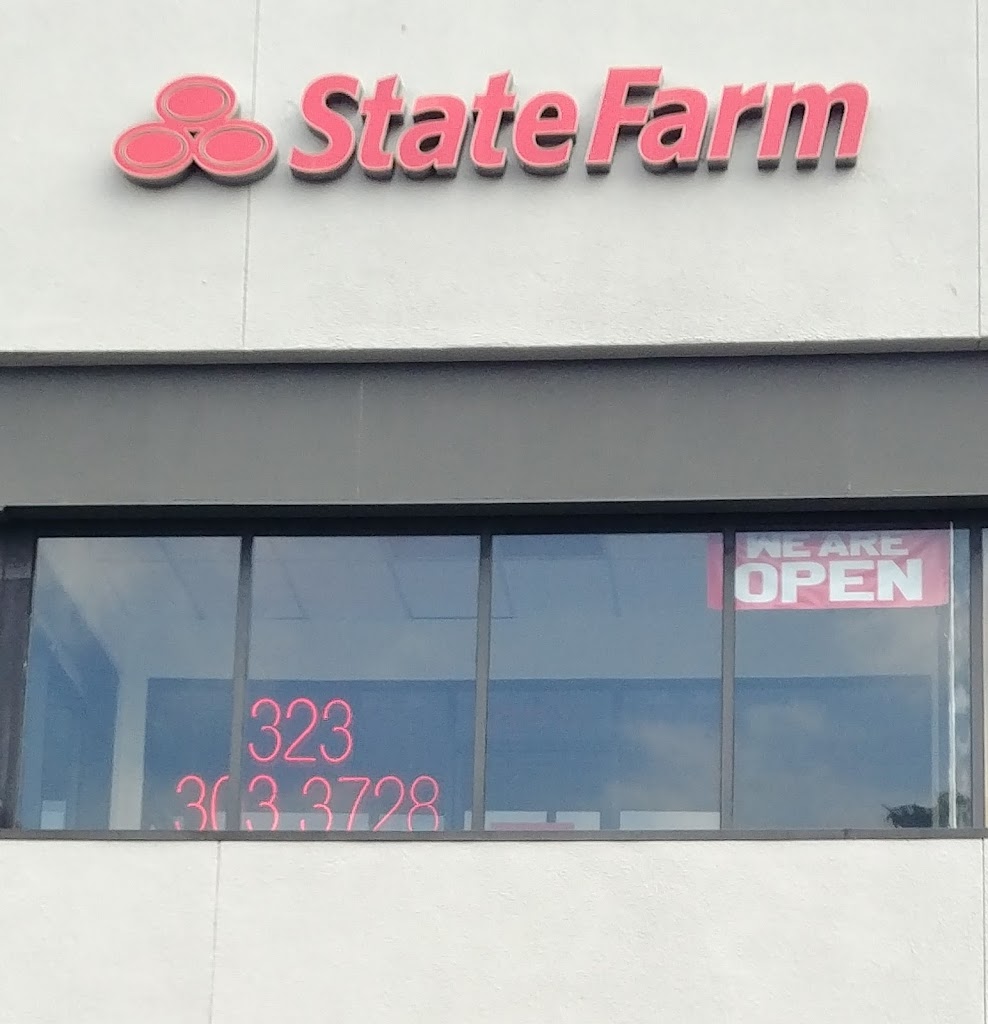 State Farm
WE ARE
OPEN
323
303 3728